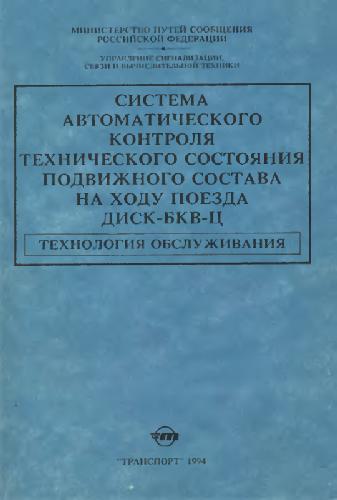 МИНИСТЕРСТВО ПУТЕЙ СООБЩЕНИЯ
РОССИЙСКОЙ ФЕДЕРАЦИИ
УПРАВЛЕНИЕ СИГНАЛИЗАЦИИ,
СВЯЗИ И ВЫЧИСЛИТЕЛЬНОЙ ТЕХНИКИ
СИСТЕМА
АВТОМАТИЧЕСКОГО
КОНТРОЛЯ
ТЕХНИЧЕСКОГО СОСТОЯНИЯ
ПОДВИЖНОГО СОСТАВА
НА ХОДУ ПОЕЗДА
ДИСК-БКВ-Ц
ТЕХНОЛОГИЯ ОБСЛУЖИВАНИЯ
"ТРАНСПОРТ" 1994